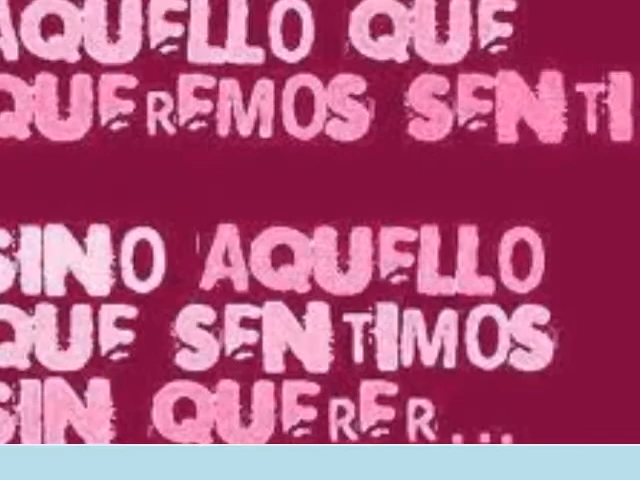 AQUELLO QUE
QUEREMOS SENTI
SINO AQUELLO
QUE SENTIMOS
SIN QUERER...